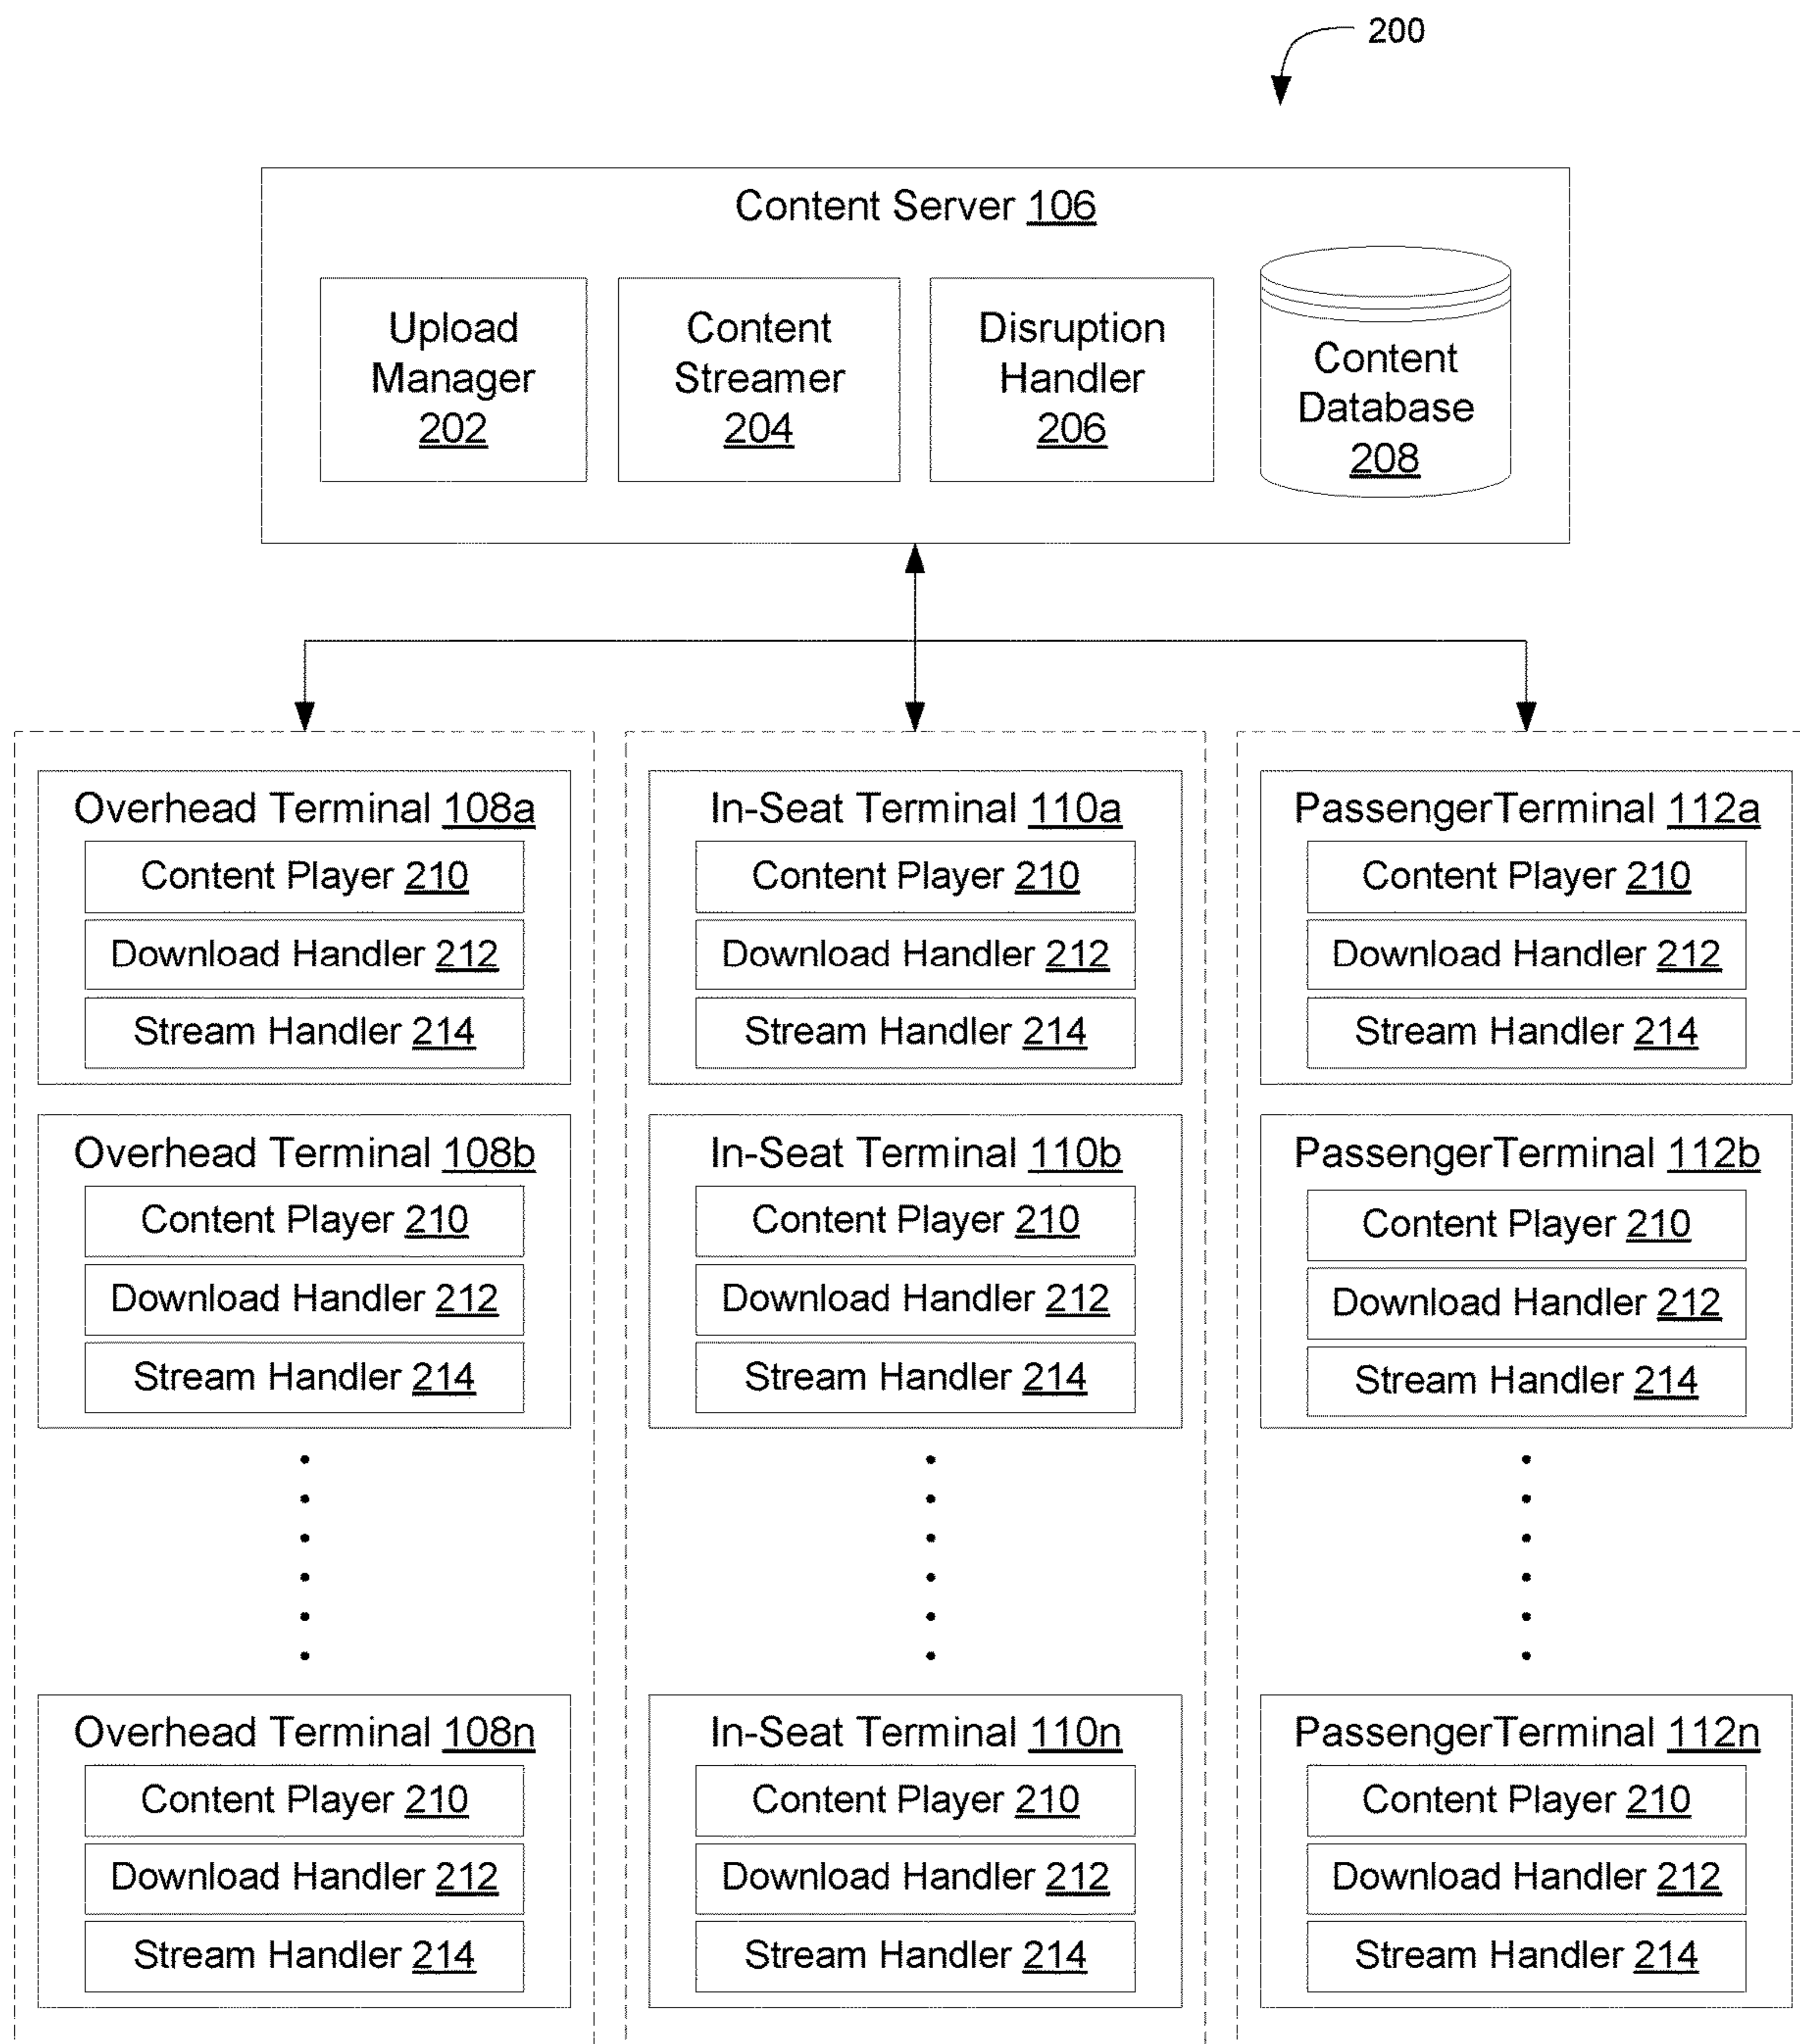 200
Content Server 106
Upload
Manager
202
Content
Streamer
204
Disruption
Handler
206
Content
Database
208
Overhead Terminal 108a
Content Player 210
Download Handler 212
Stream Handler 214
Overhead Terminal 108b
Content Player 210
Download Handler 212
Stream Handler 214
Overhead Terminal 108n
Content Player 210
Download Handler 212
Stream Handler 214
In-Seat Terminal 110a
Content Player 210
Download Handler 212
Stream Handler 214
In-Seat Terminal 110b
Content Player 210
Download Handler 212
Stream Handler 214
In-Seat Terminal 110n
Content Player 210
Download Handler 212
Stream Handler 214
PassengerTerminal 112a
Content Player 210
Download Handler 212
Stream Handler 214
PassengerTerminal 112b
Content Player 210
Download Handler 212
Stream Handler 214
PassengerTerminal 112n
Content Player 210
Download Handler 212
Stream Handler 214